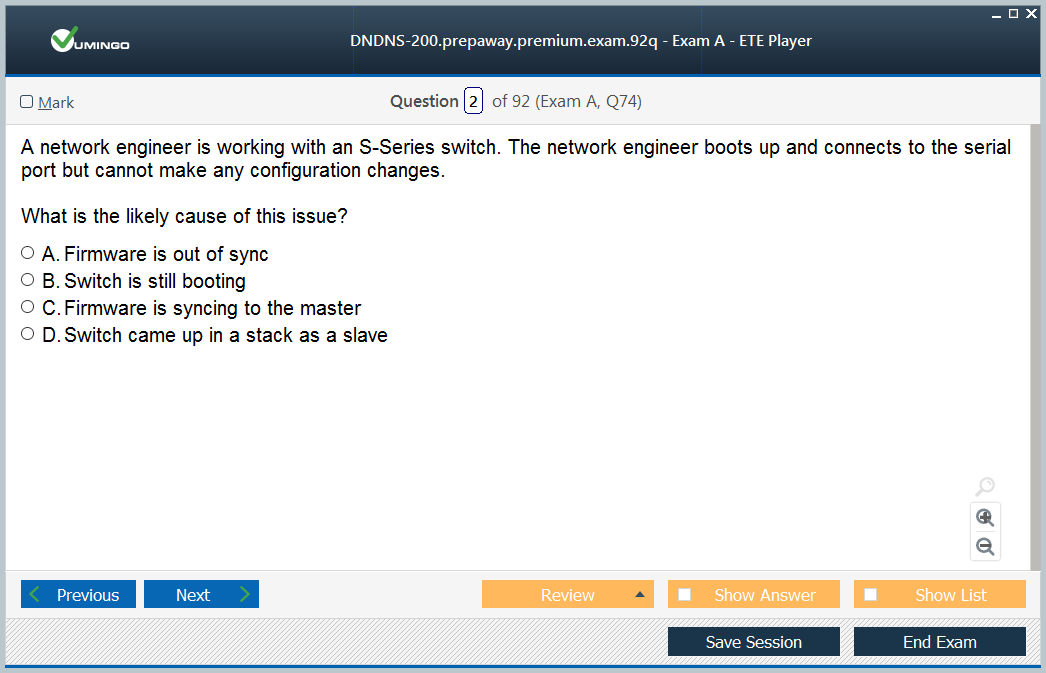 VUMINGO
DNDNS-200.prepaway.premium.exam.92q - Exam A - ETE Player
Mark
Question 2 of 92 (Exam A, Q74)
A network engineer is working with an S-Series switch. The network engineer boots up and connects to the serial
port but cannot make any configuration changes.
What is the likely cause of this issue?
A. Firmware is out of sync
B. Switch is still booting
C. Firmware is syncing to the master
D. Switch came up in a stack as a slave
Previous
Next
Review
Show Answer
Show List
Save Session
End Exam